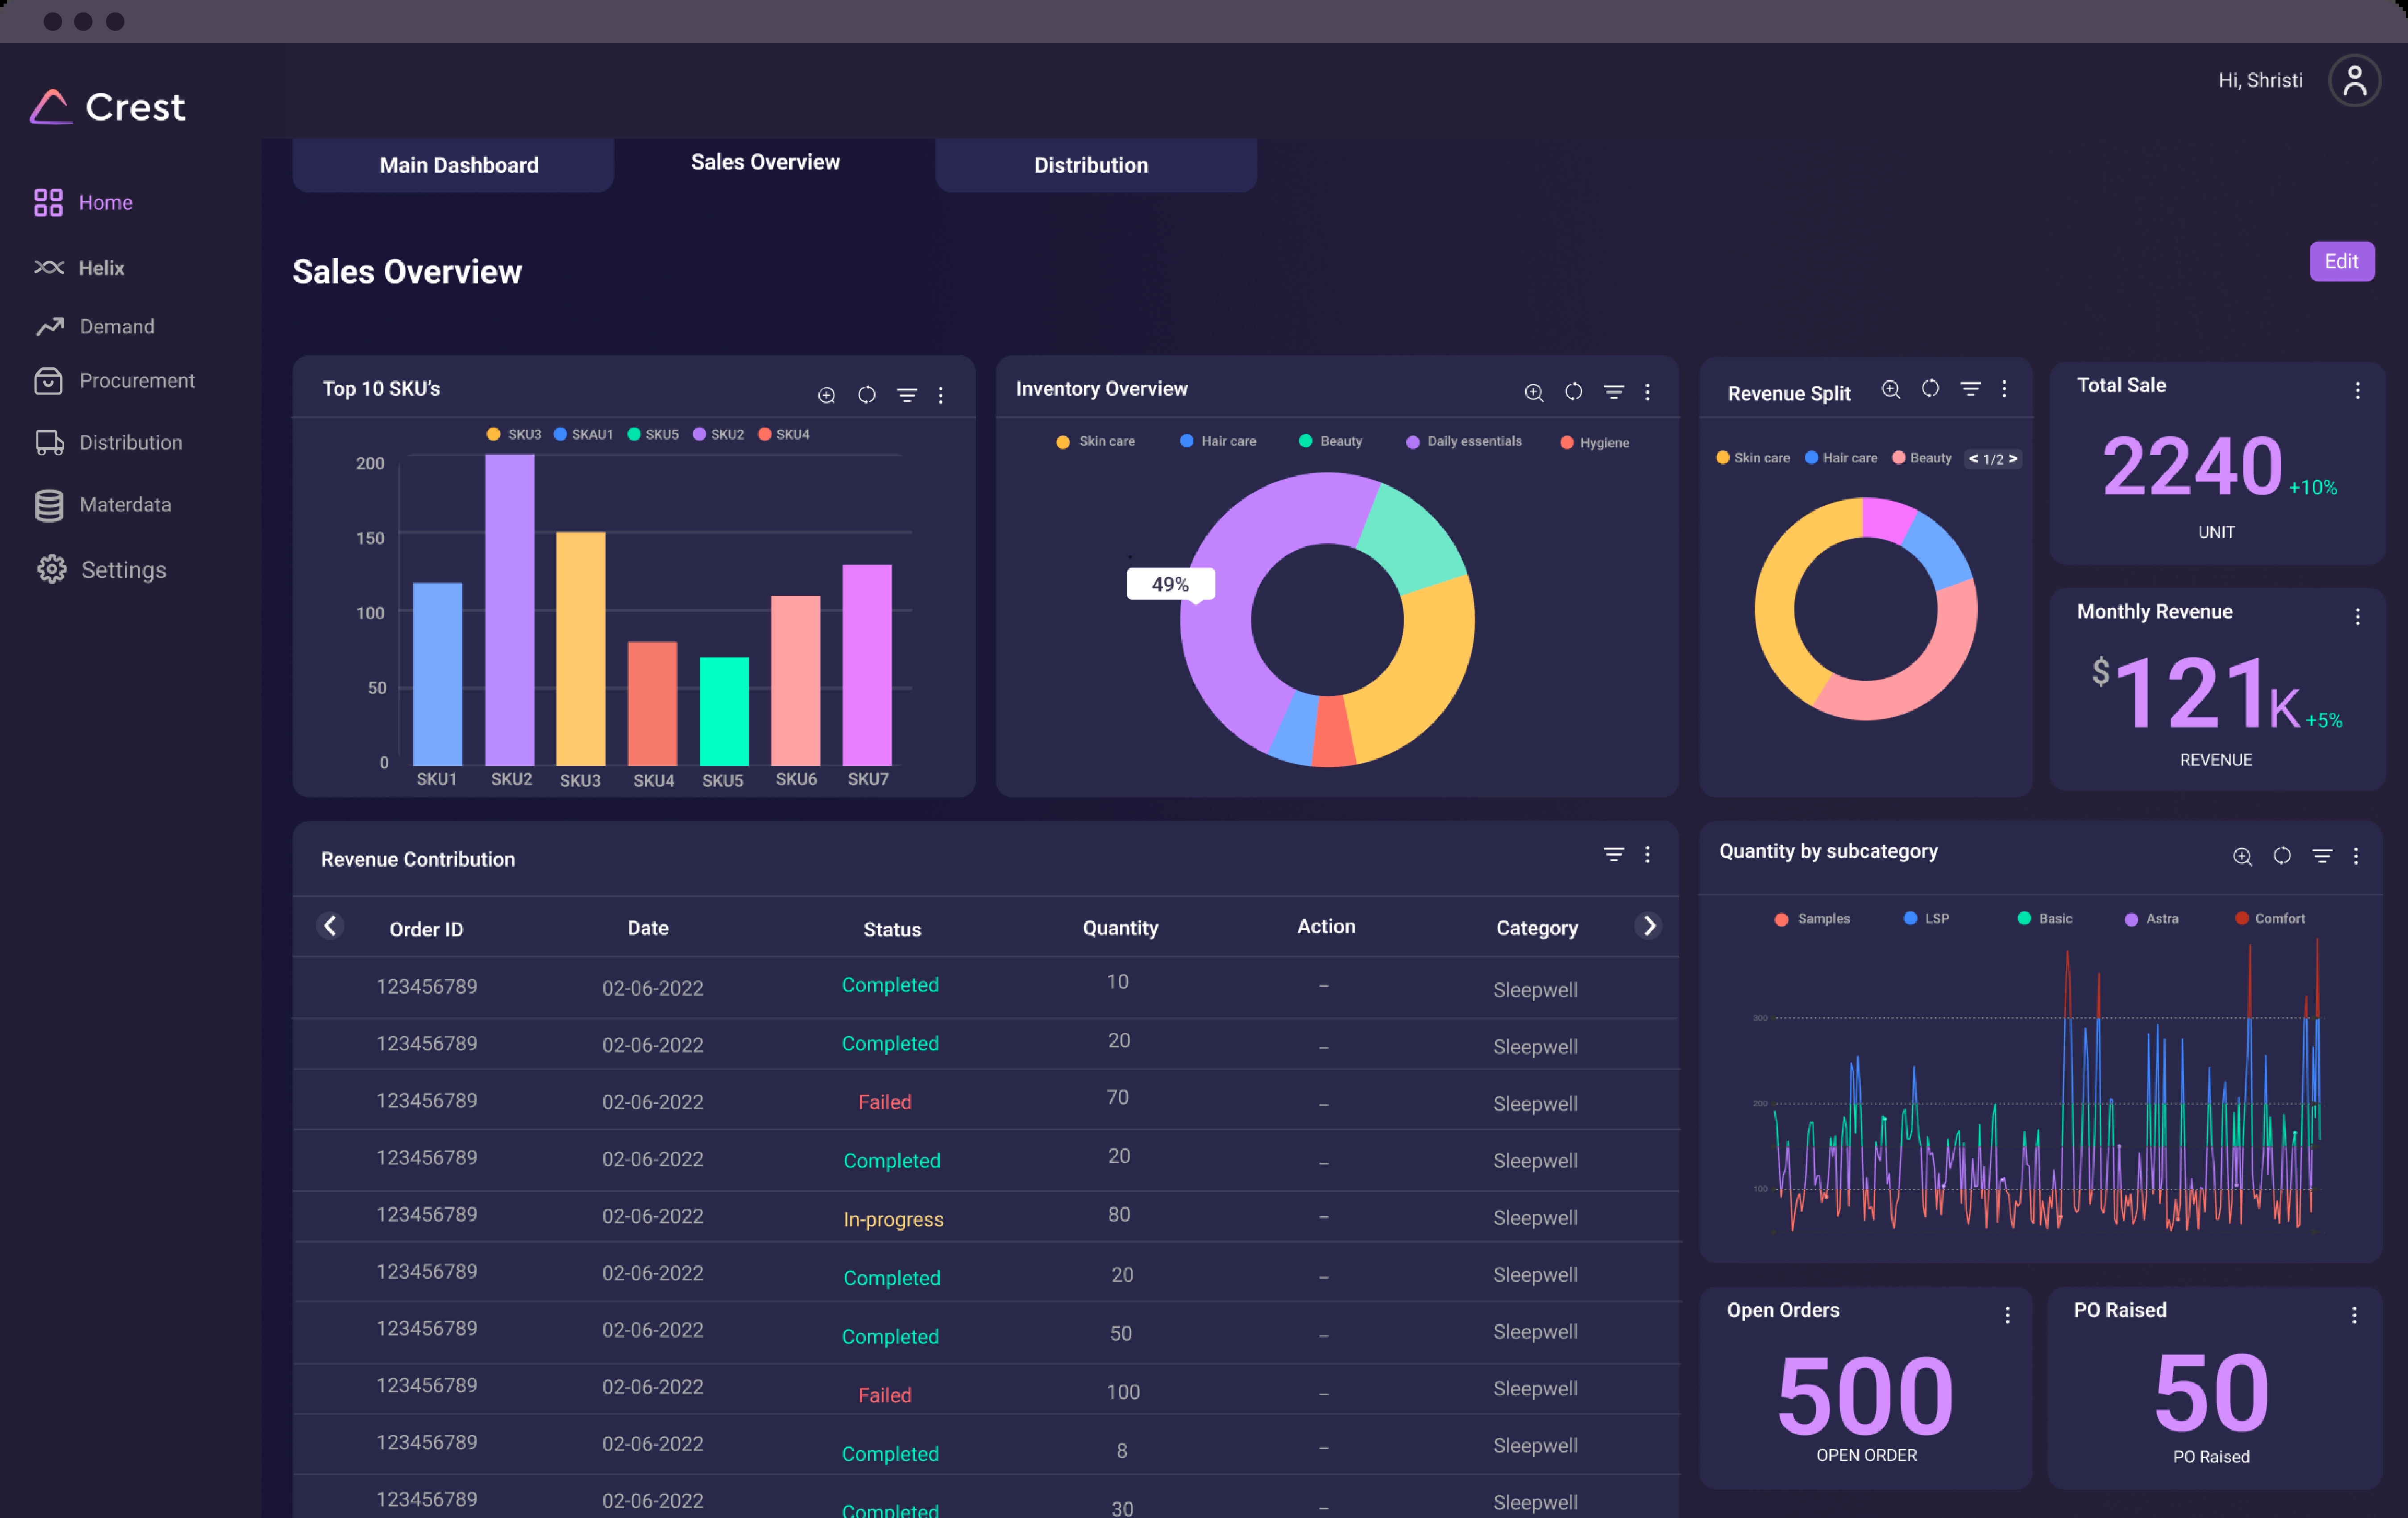 Crest
Hi, Shristi
Home
Helix
Demand
Procurement
Distribution
Materdata
Settings
Main Dashboard
Sales Overview
Distribution
Sales Overview
Edit
Top 10 SKU's
SKU3 SKAU1 SKU5 SKU2 SKU4
200
150
100
50
0
SKU1 SKU2 SKU3 SKU4 SKU5 SKU6 SKU7
Inventory Overview
Skin care Hair care Beauty Daily essentials Hygiene
49%
Revenue Split
Skin care Hair care Beauty < 1/2 >
Total Sale
2240 +10%
UNIT
Monthly Revenue
$121K +5%
REVENUE
Revenue Contribution
Order ID Date Status Quantity Action Category
123456789 02-06-2022 Completed 10 – Sleepwell
123456789 02-06-2022 Completed 20 – Sleepwell
123456789 02-06-2022 Failed 70 – Sleepwell
123456789 02-06-2022 Completed 20 – Sleepwell
123456789 02-06-2022 In-progress 80 – Sleepwell
123456789 02-06-2022 Completed 20 – Sleepwell
123456789 02-06-2022 Completed 50 – Sleepwell
123456789 02-06-2022 Failed 100 – Sleepwell
123456789 02-06-2022 Completed 8 – Sleepwell
123456789 02-06-2022 Completed 30 – Sleepwell
Quantity by subcategory
Samples LSP Basic Astra Comfort
300
200
100
Open Orders
500
OPEN ORDER
PO Raised
50
PO Raised